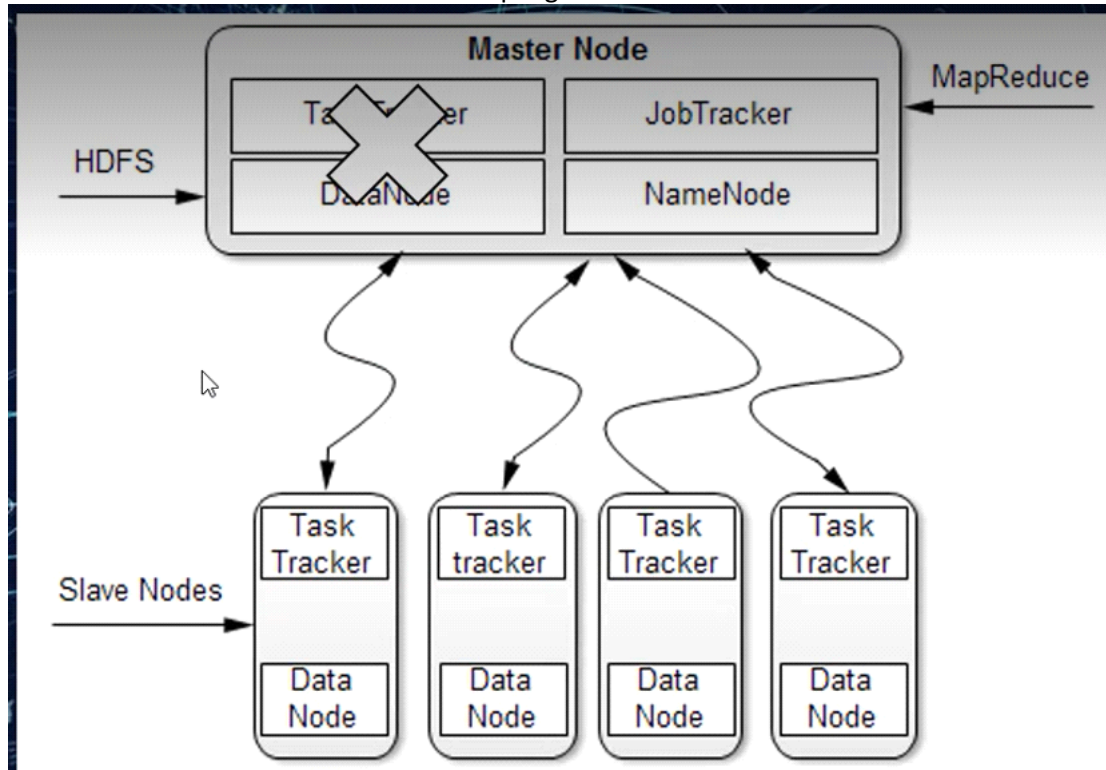 Master Node
MapReduce
JobTracker
HDFS
NameNode
Task
Tracker
Task
tracker
Task
Tracker
Task
Tracker
Slave Nodes
Data
Node
Data
Node
Data
Node
Data
Node